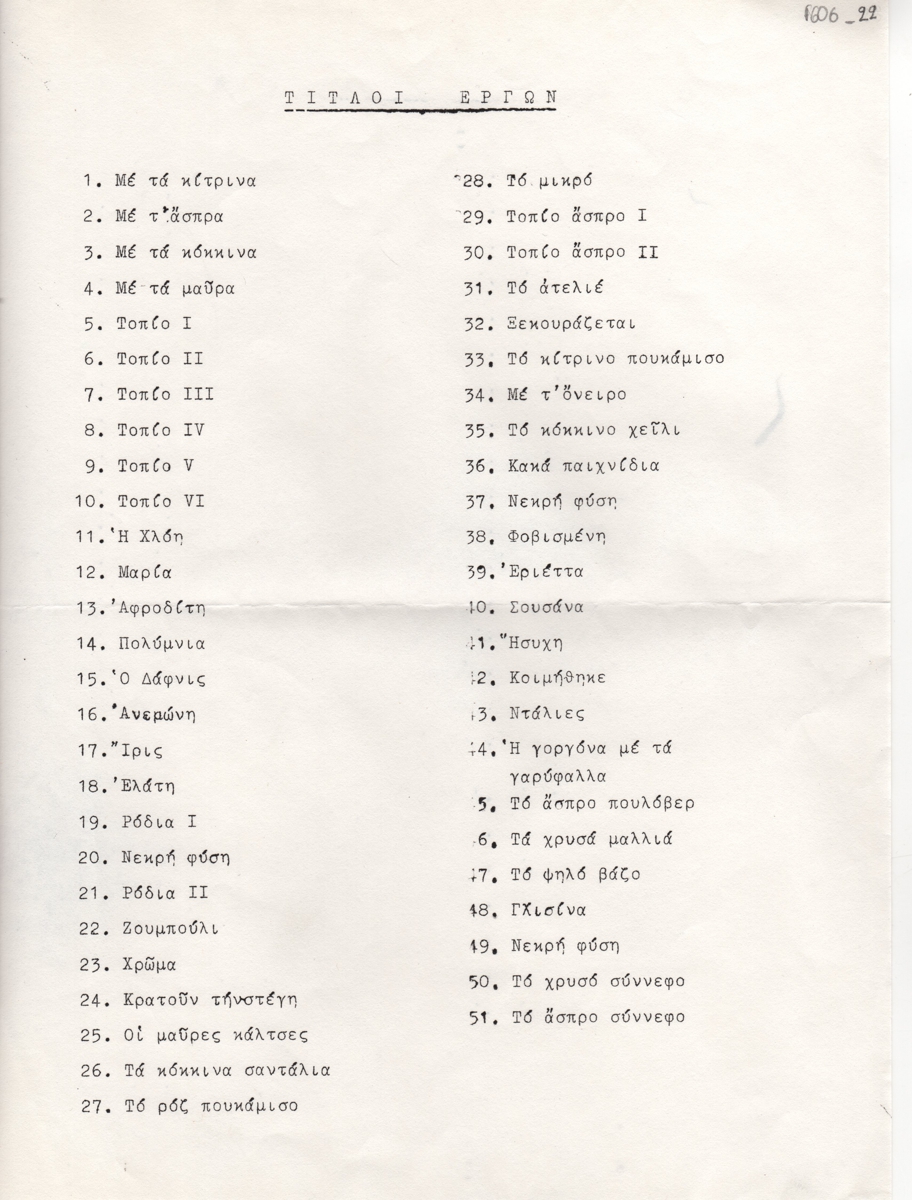 1606_22
ΤΙΤΛΟΙ ΕΡΓΩΝ
1. Μέ τά κίτρινα
2. Μέ τ'ἄσπρα
3. Μέ τά κόκκινα
4. Μέ τά μαῦρα
5. Τοπίο I
6. Τοπίο II
7. Τοπίο III
8. Τοπίο IV
9. Τοπίο V
10. Τοπίο VI
11. Ἡ Χλόη
12. Μαρία
13. Ἀφροδίτη
14. Πολύμνια
15. Ὁ Δάφνις
16. Ἀνεμώνη
17. Ἴρις
18. Ἐλάτη
19. Ρόδια I
20. Νεκρή φύση
21. Ρόδια II
22. Ζουμπούλι
23. Χρῶμα
24. Κρατοῦν τήν στέγη
25. Οἱ μαῦρες κάλτσες
26. Τά κόκκινα σαντάλια
27. Τό ρόζ πουκάμισο
28. Τό μικρό
29. Τοπίο ἄσπρο I
30. Τοπίο ἄσπρο II
31. Τό ἀτελιέ
32. Ξεκουράζεται
33. Τό κίτρινο πουκάμισο
34. Μέ τ'ὄνειρο
35. Τό κόκκινο χεῖλι
36. Κακά παιχνίδια
37. Νεκρή φύση
38. Φοβισμένη
39. Ἐριέττα
40. Σουσάνα
41. Ἥσυχη
42. Κοιμήθηκε
43. Ντάλιες
44. Ἡ γοργόνα μέ τά
γαρύφαλλα
45. Τό ἄσπρο πουλόβερ
46. Τά χρυσά μαλλιά
47. Τό ψηλό βάζο
48. Γλισίνα
49. Νεκρή φύση
50. Τό χρυσό σύννεφο
51. Τό ἄσπρο σύννεφο